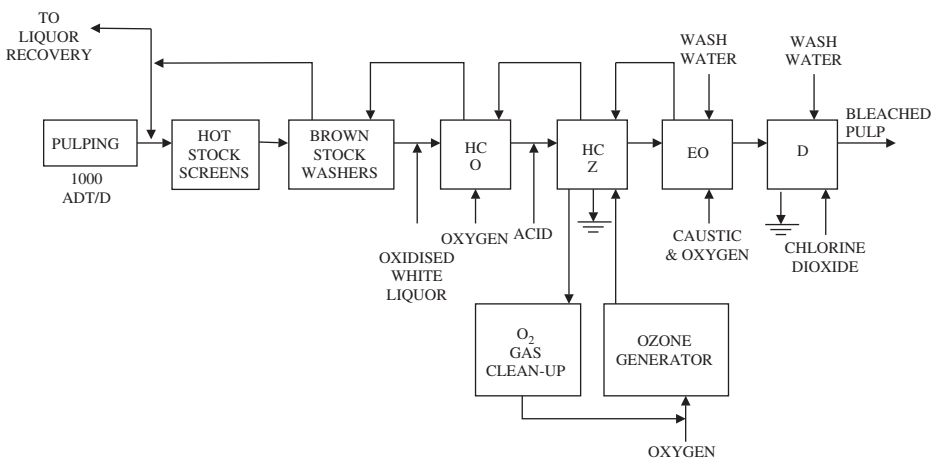 TO
LIQUOR
RECOVERY
WASH
WATER
WASH
WATER
BLEACHED
PULP
PULPING
HOT
STOCK
SCREENS
BROWN
STOCK
WASHERS
HC
O
HC
Z
EO
D
1000
ADT/D
OXIDISED
WHITE
LIQUOR
OXYGEN
ACID
CAUSTIC
& OXYGEN
CHLORINE
DIOXIDE
O₂
GAS
CLEAN-UP
OZONE
GENERATOR
OXYGEN